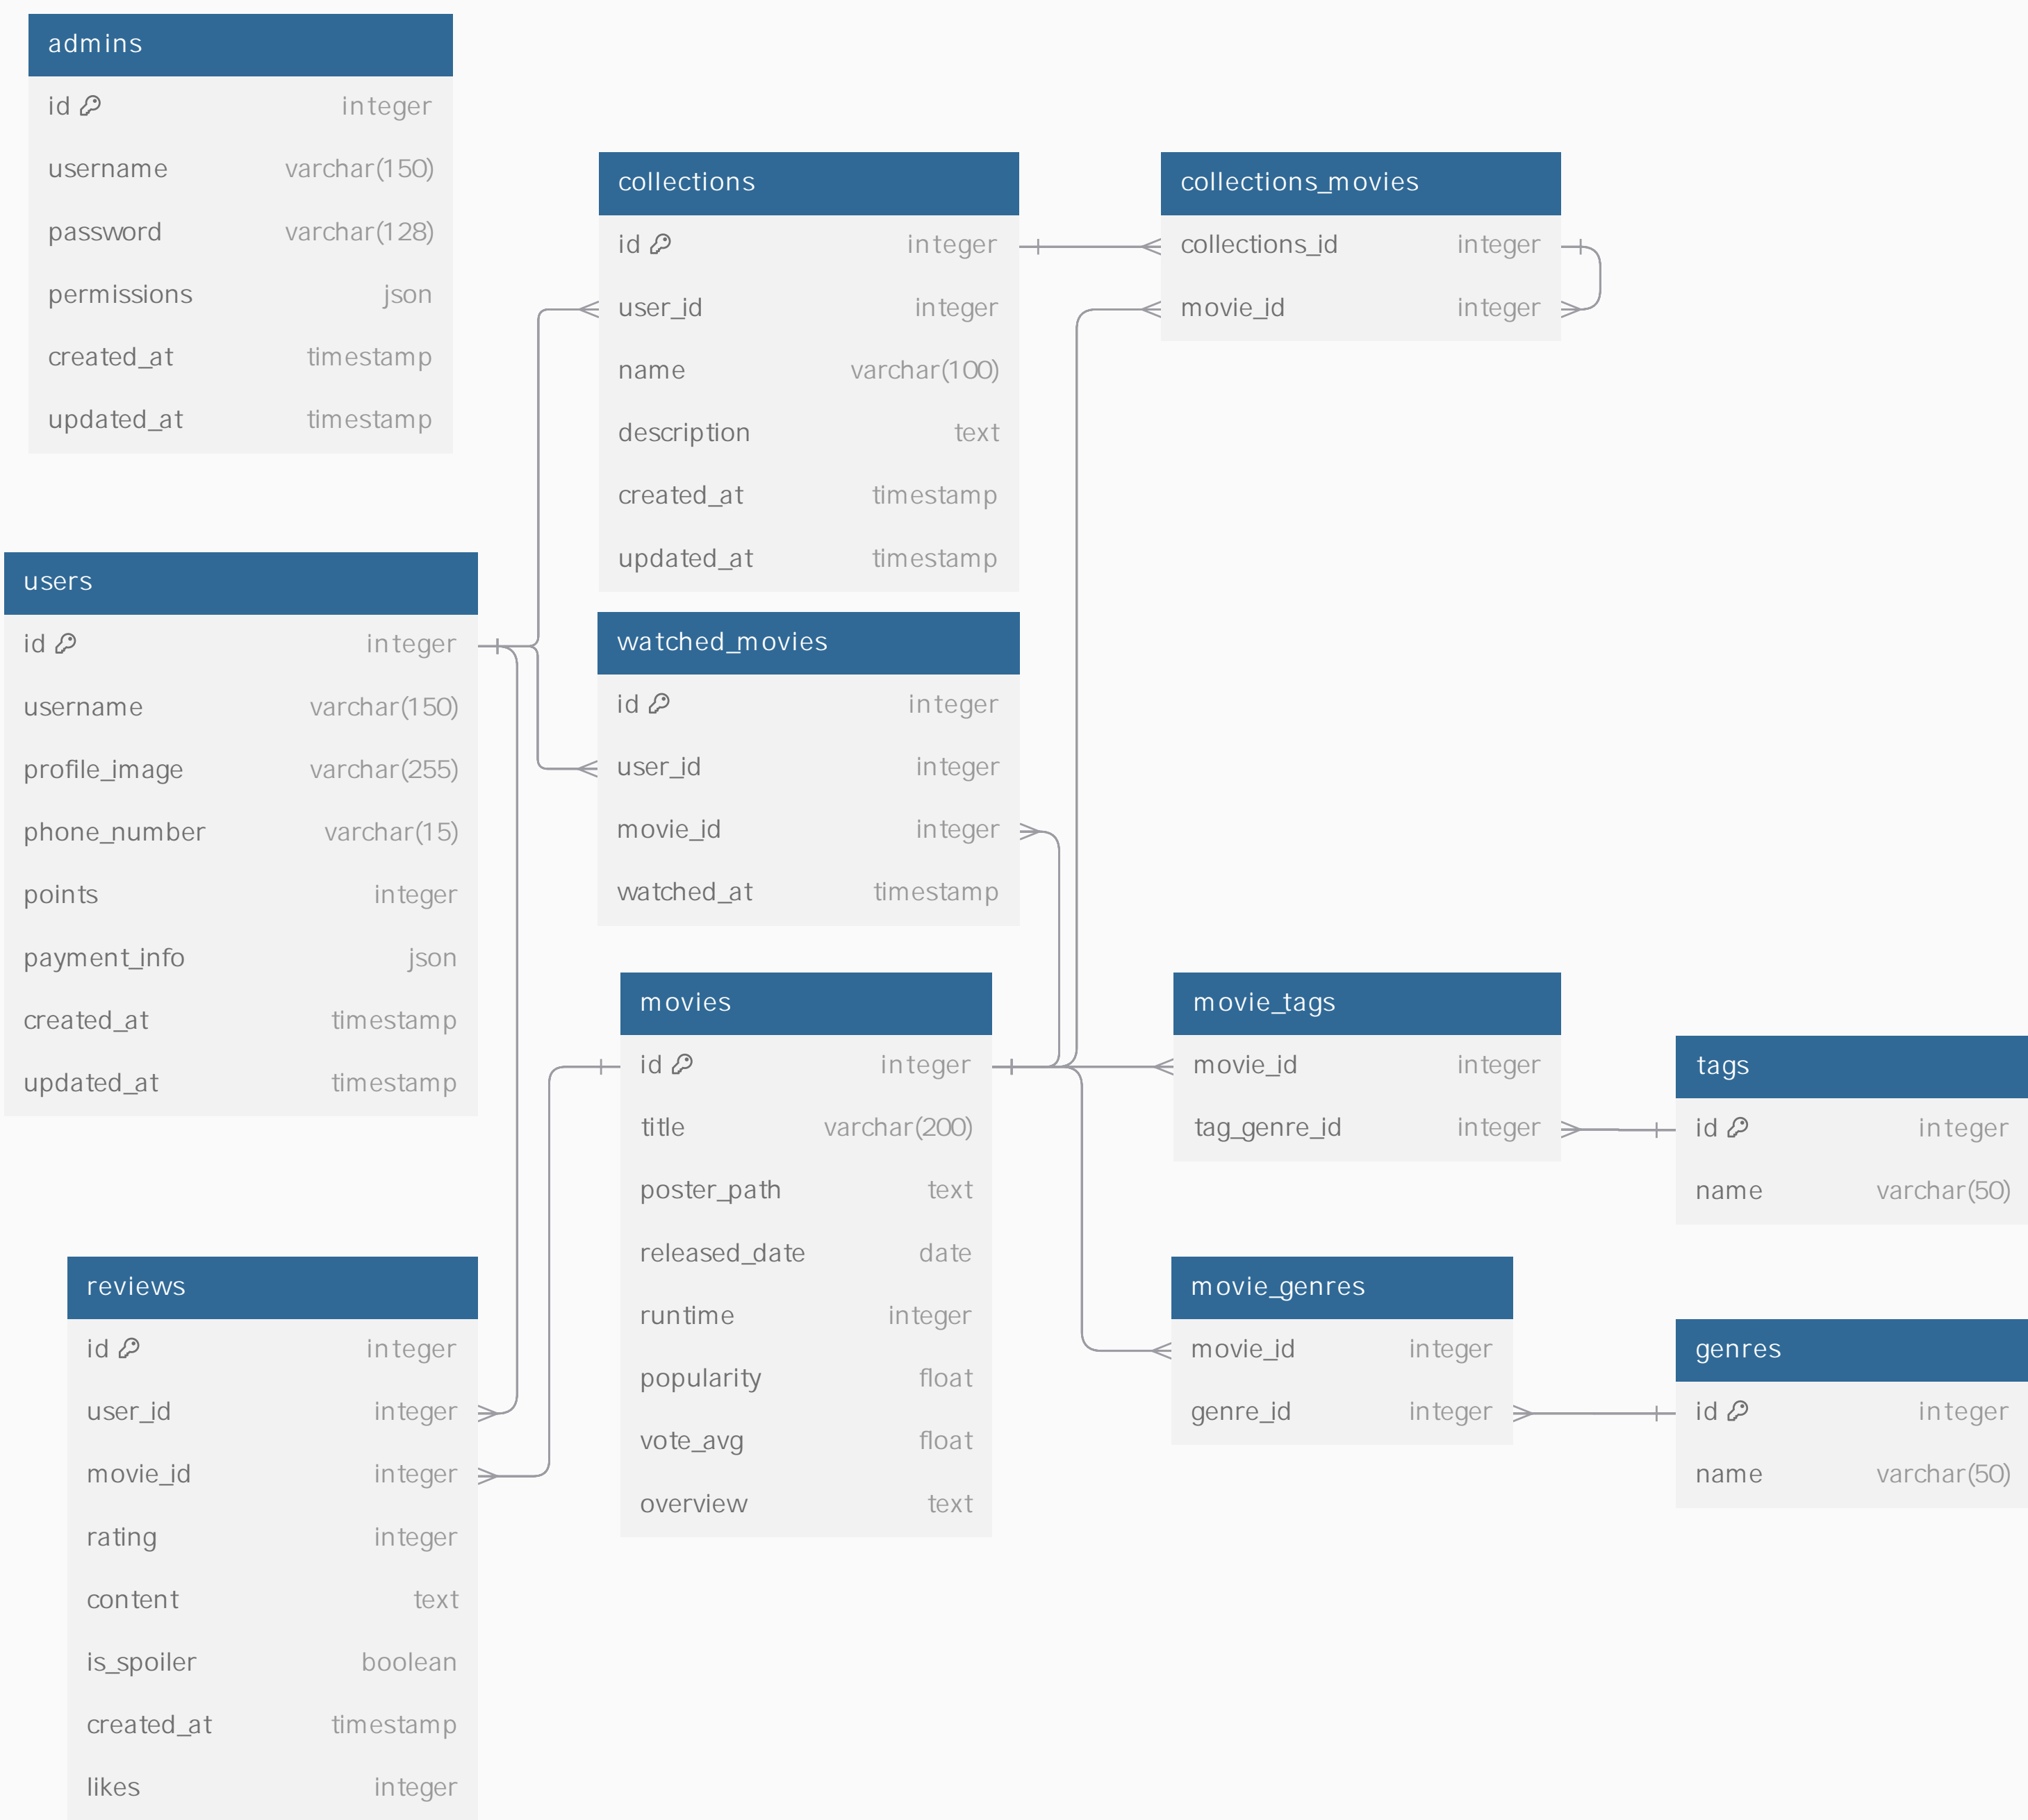 admins
id integer
username varchar(150)
password varchar(128)
permissions json
created_at timestamp
updated_at timestamp
collections
id integer
user_id integer
name varchar(100)
description text
created_at timestamp
updated_at timestamp
collections_movies
collections_id integer
movie_id integer
users
id integer
username varchar(150)
profile_image varchar(255)
phone_number varchar(15)
points integer
payment_info json
created_at timestamp
updated_at timestamp
watched_movies
id integer
user_id integer
movie_id integer
watched_at timestamp
movies
id integer
title varchar(200)
poster_path text
released_date date
runtime integer
popularity float
vote_avg float
overview text
movie_tags
movie_id integer
tag_genre_id integer
tags
id integer
name varchar(50)
reviews
id integer
user_id integer
movie_id integer
rating integer
content text
is_spoiler boolean
created_at timestamp
likes integer
movie_genres
movie_id integer
genre_id integer
genres
id integer
name varchar(50)